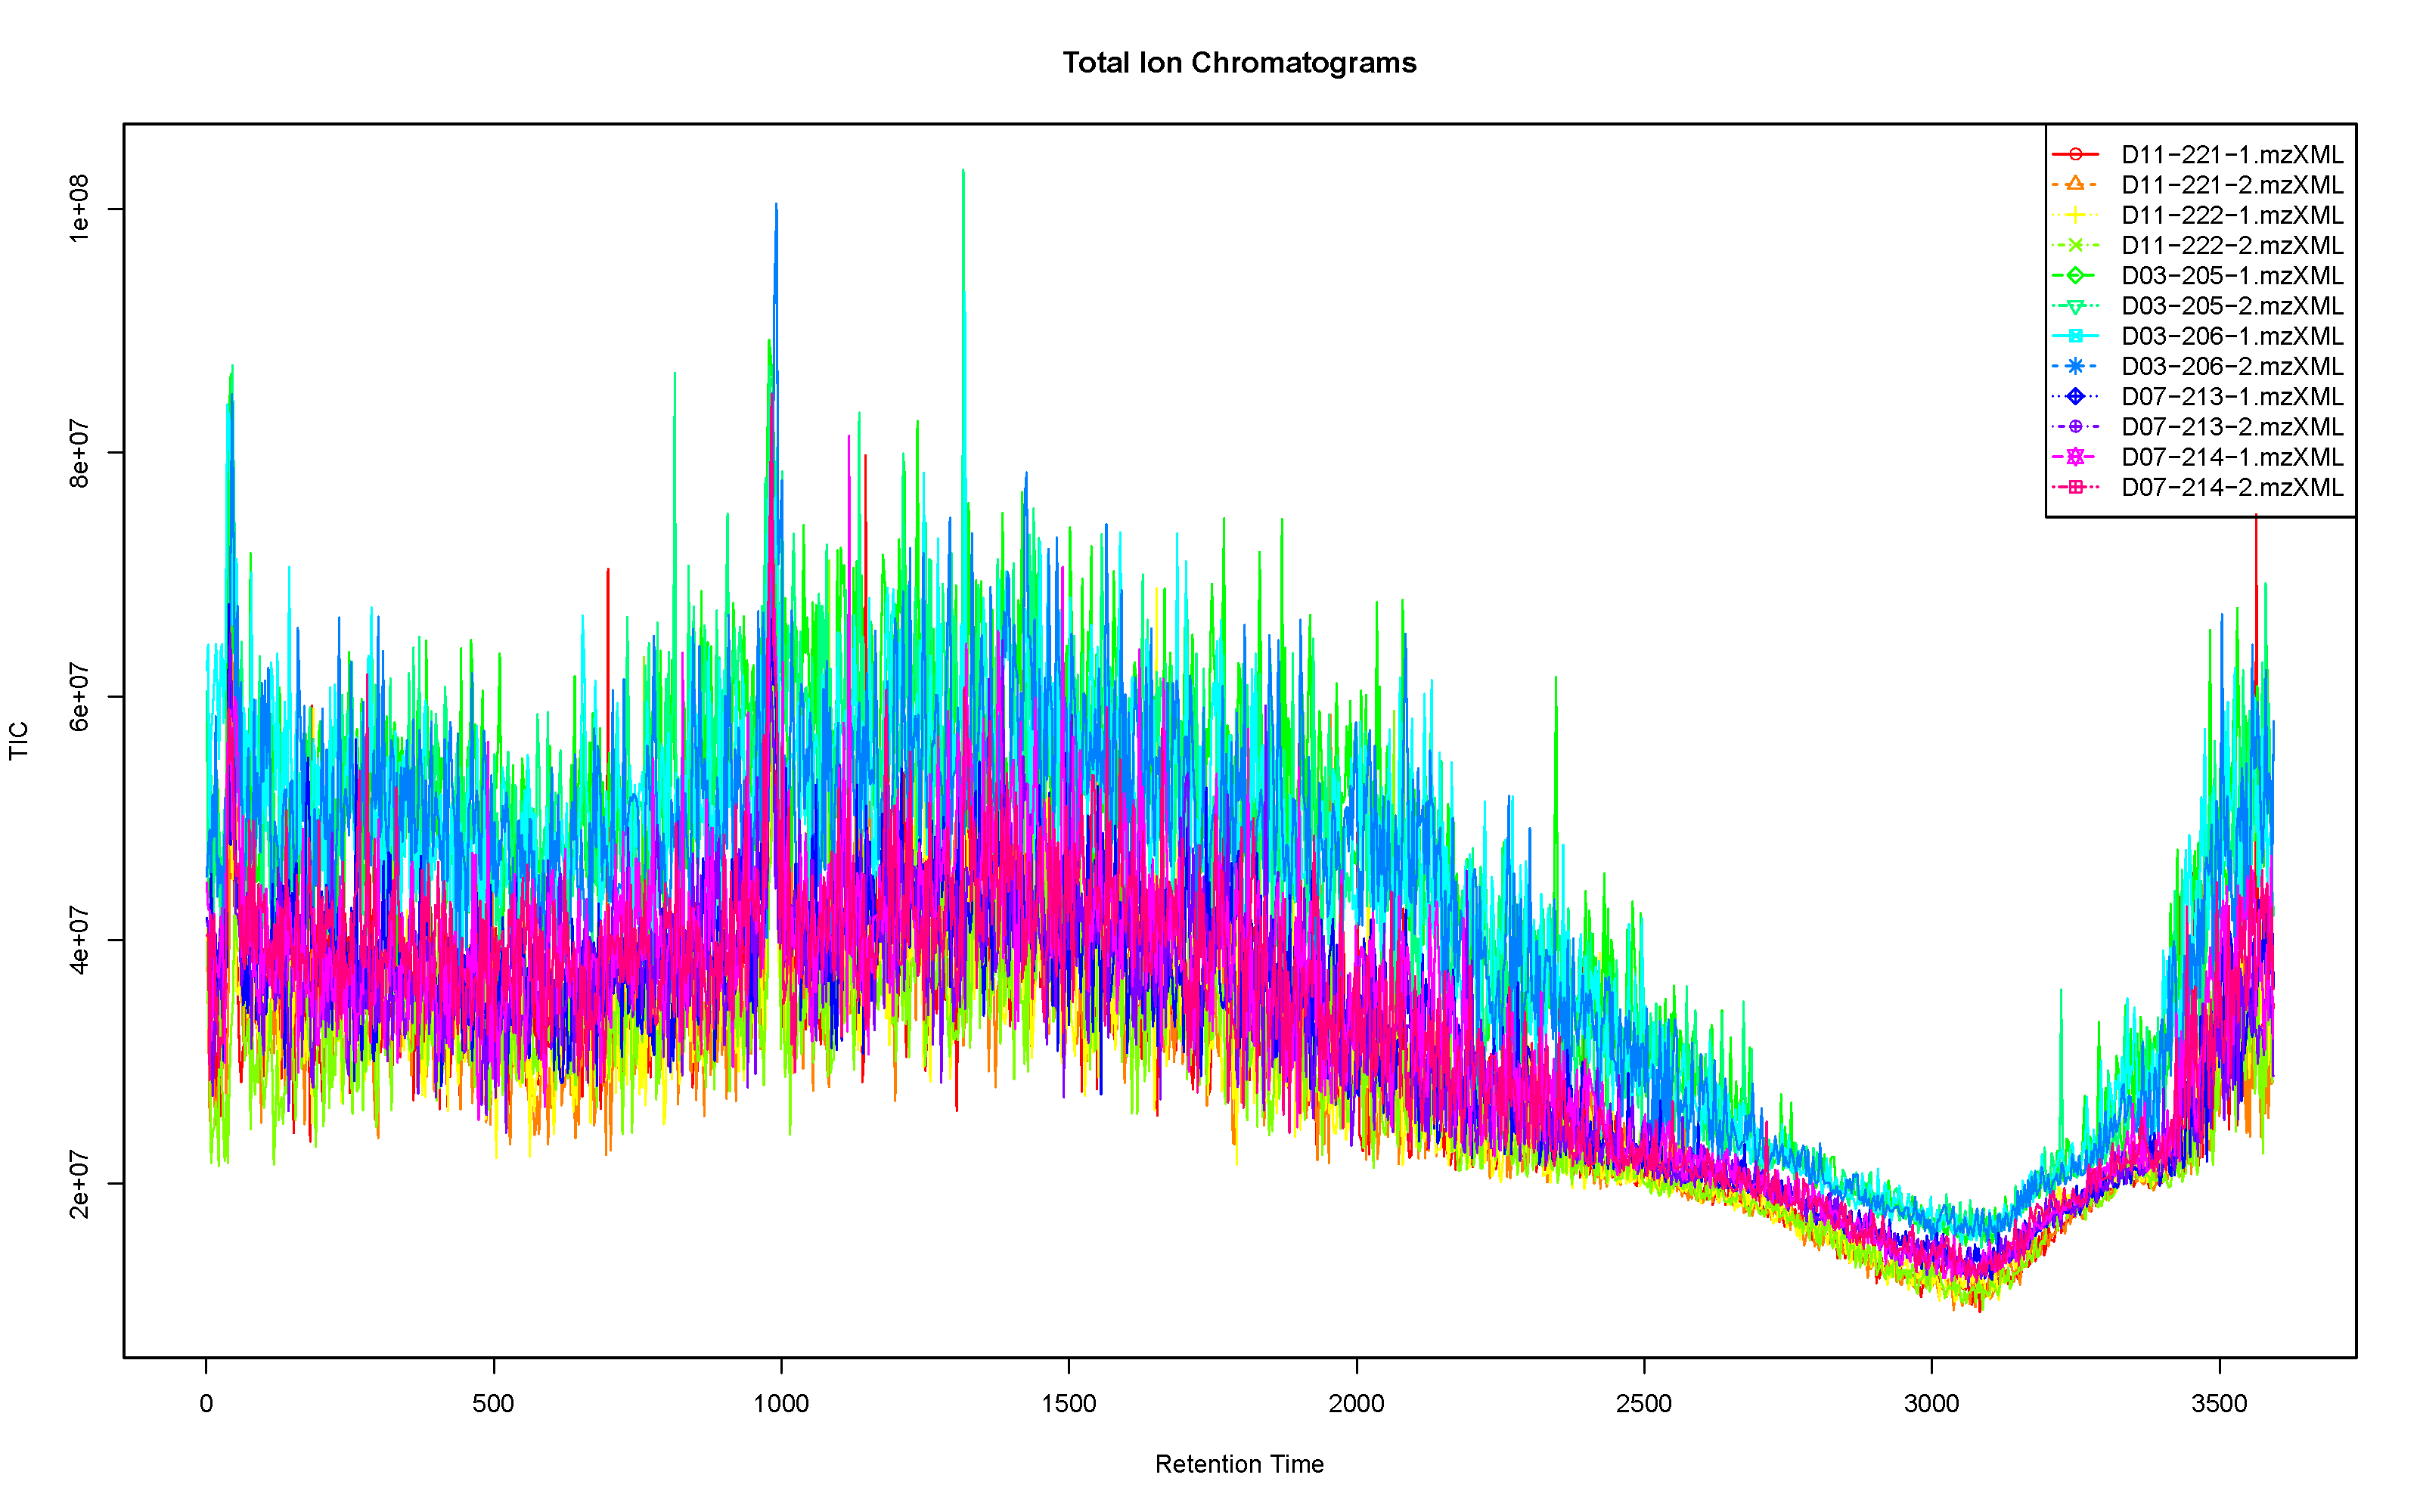 Total Ion Chromatograms
D11−221−1.mzXML
D11−221−2.mzXML
D11−222−1.mzXML
D11−222−2.mzXML
D03−205−1.mzXML
D03−205−2.mzXML
D03−206−1.mzXML
D03−206−2.mzXML
D07−213−1.mzXML
D07−213−2.mzXML
D07−214−1.mzXML
D07−214−2.mzXML
TIC
1e+08
8e+07
6e+07
4e+07
2e+07
0 500 1000 1500 2000 2500 3000 3500
Retention Time